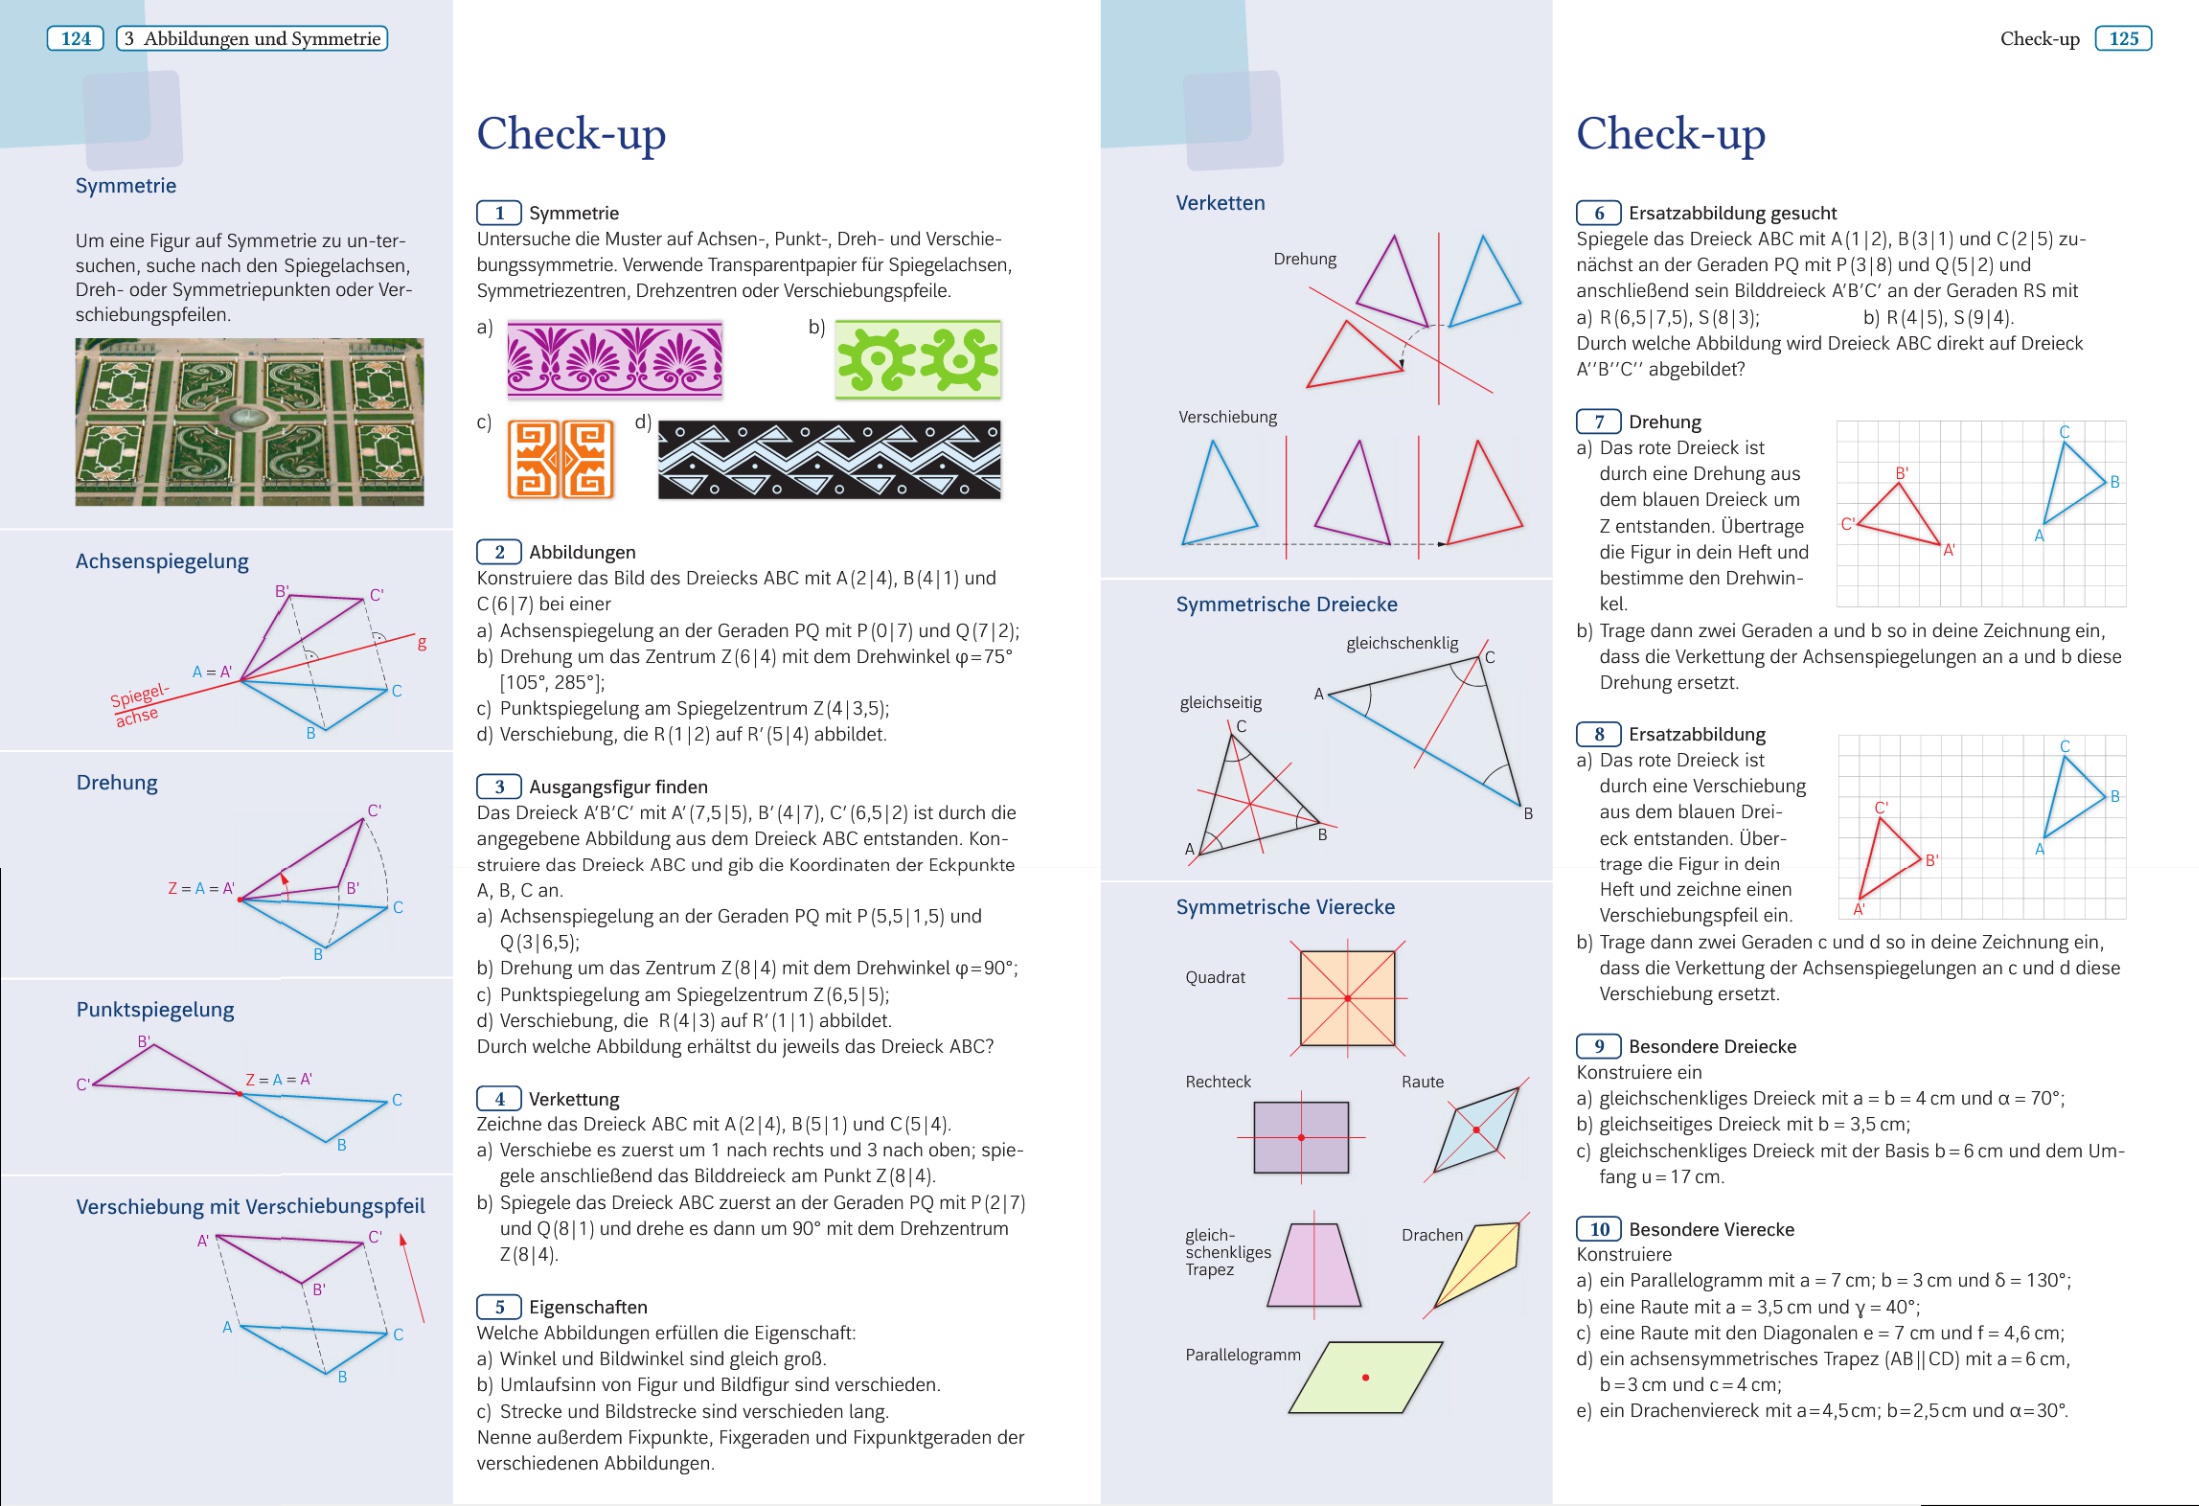 124
3 Abbildungen und Symmetrie
Symmetrie
Um eine Figur auf Symmetrie zu un-ter-
suchen, suche nach den Spiegelachsen,
Dreh- oder Symmetriepunkten oder Ver-
schiebungspfeilen.
Achsenspiegelung
B'
C'
g
A = A'
Spiegel-
achse
C
B
Drehung
C'
Z = A = A'
B'
C
B
Punktspiegelung
B'
C'
Z = A = A'
C
B
Verschiebung mit Verschiebungspfeil
A'
C'
B'
A
C
B
Check-up
1 Symmetrie
Untersuche die Muster auf Achsen-, Punkt-, Dreh- und Verschie-
bungssymmetrie. Verwende Transparentpapier für Spiegelachsen,
Symmetriezentren, Drehzentren oder Verschiebungspfeile.
a)
b)
c)
d)
2 Abbildungen
Konstruiere das Bild des Dreiecks ABC mit A(2|4), B(4|1) und
C(6|7) bei einer
a) Achsenspiegelung an der Geraden PQ mit P(0|7) und Q(7|2);
b) Drehung um das Zentrum Z(6|4) mit dem Drehwinkel φ=75°
[105°, 285°];
c) Punktspiegelung am Spiegelzentrum Z(4|3,5);
d) Verschiebung, die R(1|2) auf R′(5|4) abbildet.
3 Ausgangsfigur finden
Das Dreieck A′B′C′ mit A′(7,5|5), B′(4|7), C′(6,5|2) ist durch die
angegebene Abbildung aus dem Dreieck ABC entstanden. Kon-
struiere das Dreieck ABC und gib die Koordinaten der Eckpunkte
A, B, C an.
a) Achsenspiegelung an der Geraden PQ mit P(5,5|1,5) und
Q(3|6,5);
b) Drehung um das Zentrum Z(8|4) mit dem Drehwinkel φ=90°;
c) Punktspiegelung am Spiegelzentrum Z(6,5|5);
d) Verschiebung, die R(4|3) auf R′(1|1) abbildet.
Durch welche Abbildung erhältst du jeweils das Dreieck ABC?
4 Verkettung
Zeichne das Dreieck ABC mit A(2|4), B(5|1) und C(5|4).
a) Verschiebe es zuerst um 1 nach rechts und 3 nach oben; spie-
gele anschließend das Bilddreieck am Punkt Z(8|4).
b) Spiegele das Dreieck ABC zuerst an der Geraden PQ mit P(2|7)
und Q(8|1) und drehe es dann um 90° mit dem Drehzentrum
Z(8|4).
5 Eigenschaften
Welche Abbildungen erfüllen die Eigenschaft:
a) Winkel und Bildwinkel sind gleich groß.
b) Umlaufsinn von Figur und Bildfigur sind verschieden.
c) Strecke und Bildstrecke sind verschieden lang.
Nenne außerdem Fixpunkte, Fixgeraden und Fixpunktgeraden der
verschiedenen Abbildungen.
Check-up 125
Verketten
Drehung
Verschiebung
Symmetrische Dreiecke
gleichschenklig
C
A
B
gleichseitig
C
A
B
Symmetrische Vierecke
Quadrat
Rechteck
Raute
gleich-
schenkliges
Trapez
Drachen
Parallelogramm
Check-up
6 Ersatzabbildung gesucht
Spiegele das Dreieck ABC mit A(1|2), B(3|1) und C(2|5) zu-
nächst an der Geraden PQ mit P(3|8) und Q(5|2) und
anschließend sein Bilddreieck A′B′C′ an der Geraden RS mit
a) R(6,5|7,5), S(8|3); b) R(4|5), S(9|4).
Durch welche Abbildung wird Dreieck ABC direkt auf Dreieck
A′′B′′C′′ abgebildet?
7 Drehung
a) Das rote Dreieck ist
durch eine Drehung aus
dem blauen Dreieck um
Z entstanden. Übertrage
die Figur in dein Heft und
bestimme den Drehwin-
kel.
C
B'
B
C'
A
A'
b) Trage dann zwei Geraden a und b so in deine Zeichnung ein,
dass die Verkettung der Achsenspiegelungen an a und b diese
Drehung ersetzt.
8 Ersatzabbildung
a) Das rote Dreieck ist
durch eine Verschiebung
aus dem blauen Drei-
eck entstanden. Über-
trage die Figur in dein
Heft und zeichne einen
Verschiebungspfeil ein.
C
B
C'
A
B'
A'
b) Trage dann zwei Geraden c und d so in deine Zeichnung ein,
dass die Verkettung der Achsenspiegelungen an c und d diese
Verschiebung ersetzt.
9 Besondere Dreiecke
Konstruiere ein
a) gleichschenkliges Dreieck mit a = b = 4 cm und α = 70°;
b) gleichseitiges Dreieck mit b = 3,5 cm;
c) gleichschenkliges Dreieck mit der Basis b = 6 cm und dem Um-
fang u = 17 cm.
10 Besondere Vierecke
Konstruiere
a) ein Parallelogramm mit a = 7 cm; b = 3 cm und δ = 130°;
b) eine Raute mit a = 3,5 cm und γ = 40°;
c) eine Raute mit den Diagonalen e = 7 cm und f = 4,6 cm;
d) ein achsensymmetrisches Trapez (AB||CD) mit a = 6 cm,
b = 3 cm und c = 4 cm;
e) ein Drachenviereck mit a = 4,5 cm; b = 2,5 cm und α = 30°.